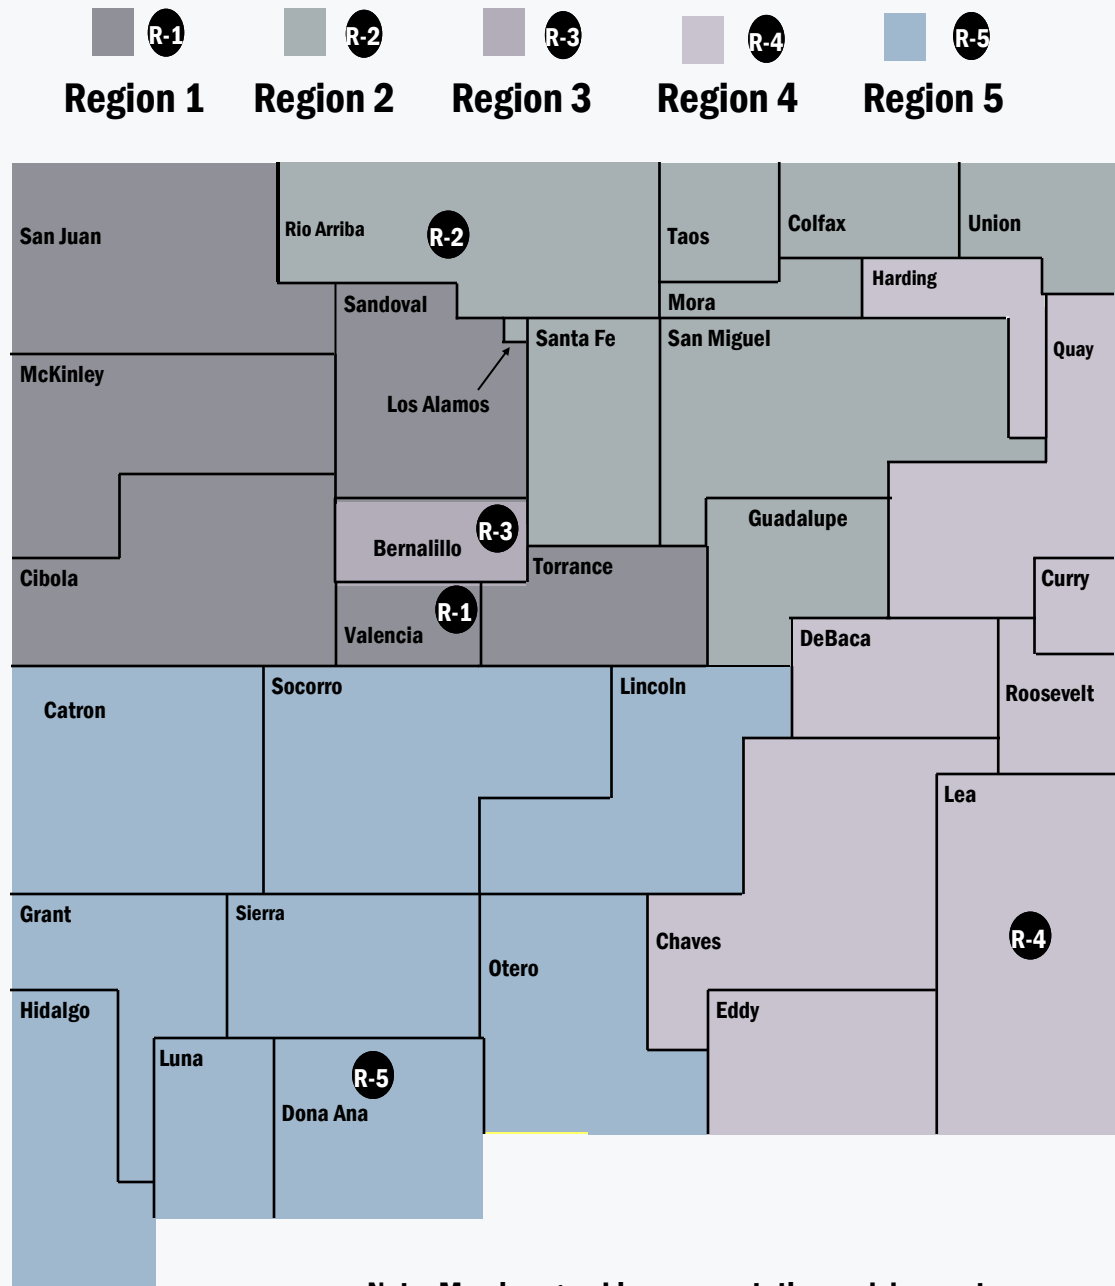 R-1 R-2 R-3 R-4 R-5
Region 1 Region 2 Region 3 Region 4 Region 5
San Juan
Rio Arriba
R-2
Taos
Colfax
Union
Sandoval
Mora
Harding
McKinley
Santa Fe
San Miguel
Quay
Los Alamos
Bernalillo
R-3
Guadalupe
Cibola
Torrance
Curry
Valencia
R-1
DeBaca
Catron
Socorro
Lincoln
Roosevelt
Lea
Grant
Sierra
Chaves
R-4
Otero
Hidalgo
Eddy
Luna
R-5
Dona Ana